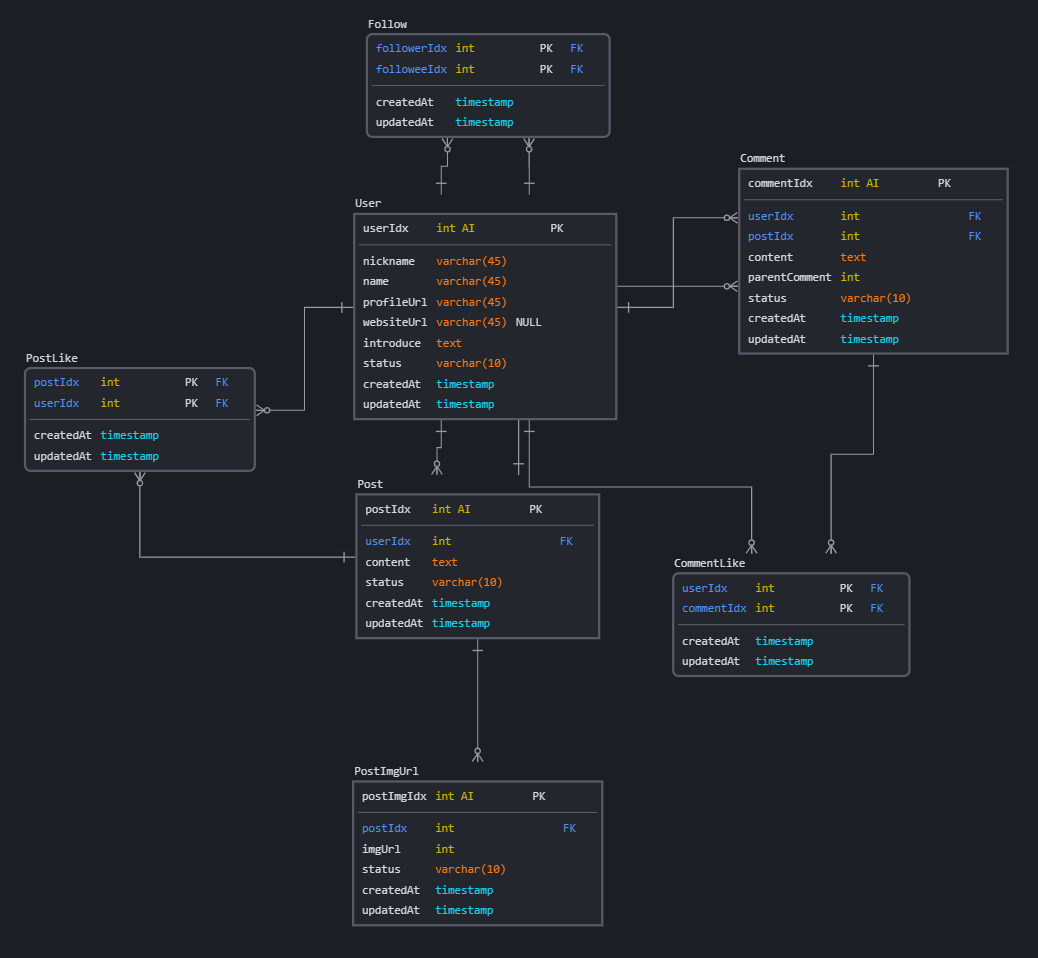 Follow
followerIdx int PK FK
followeeIdx int PK FK
createdAt timestamp
updatedAt timestamp
Comment
commentIdx int AI PK
userIdx int FK
postIdx int FK
content text
parentComment int
status varchar(10)
createdAt timestamp
updatedAt timestamp
User
userIdx int AI PK
nickname varchar(45)
name varchar(45)
profileUrl varchar(45)
websiteUrl varchar(45) NULL
introduce text
status varchar(10)
createdAt timestamp
updatedAt timestamp
PostLike
postIdx int PK FK
userIdx int PK FK
createdAt timestamp
updatedAt timestamp
Post
postIdx int AI PK
userIdx int FK
content text
status varchar(10)
createdAt timestamp
updatedAt timestamp
CommentLike
userIdx int PK FK
commentIdx int PK FK
createdAt timestamp
updatedAt timestamp
PostImgUrl
postImgIdx int AI PK
postIdx int FK
imgUrl int
status varchar(10)
createdAt timestamp
updatedAt timestamp